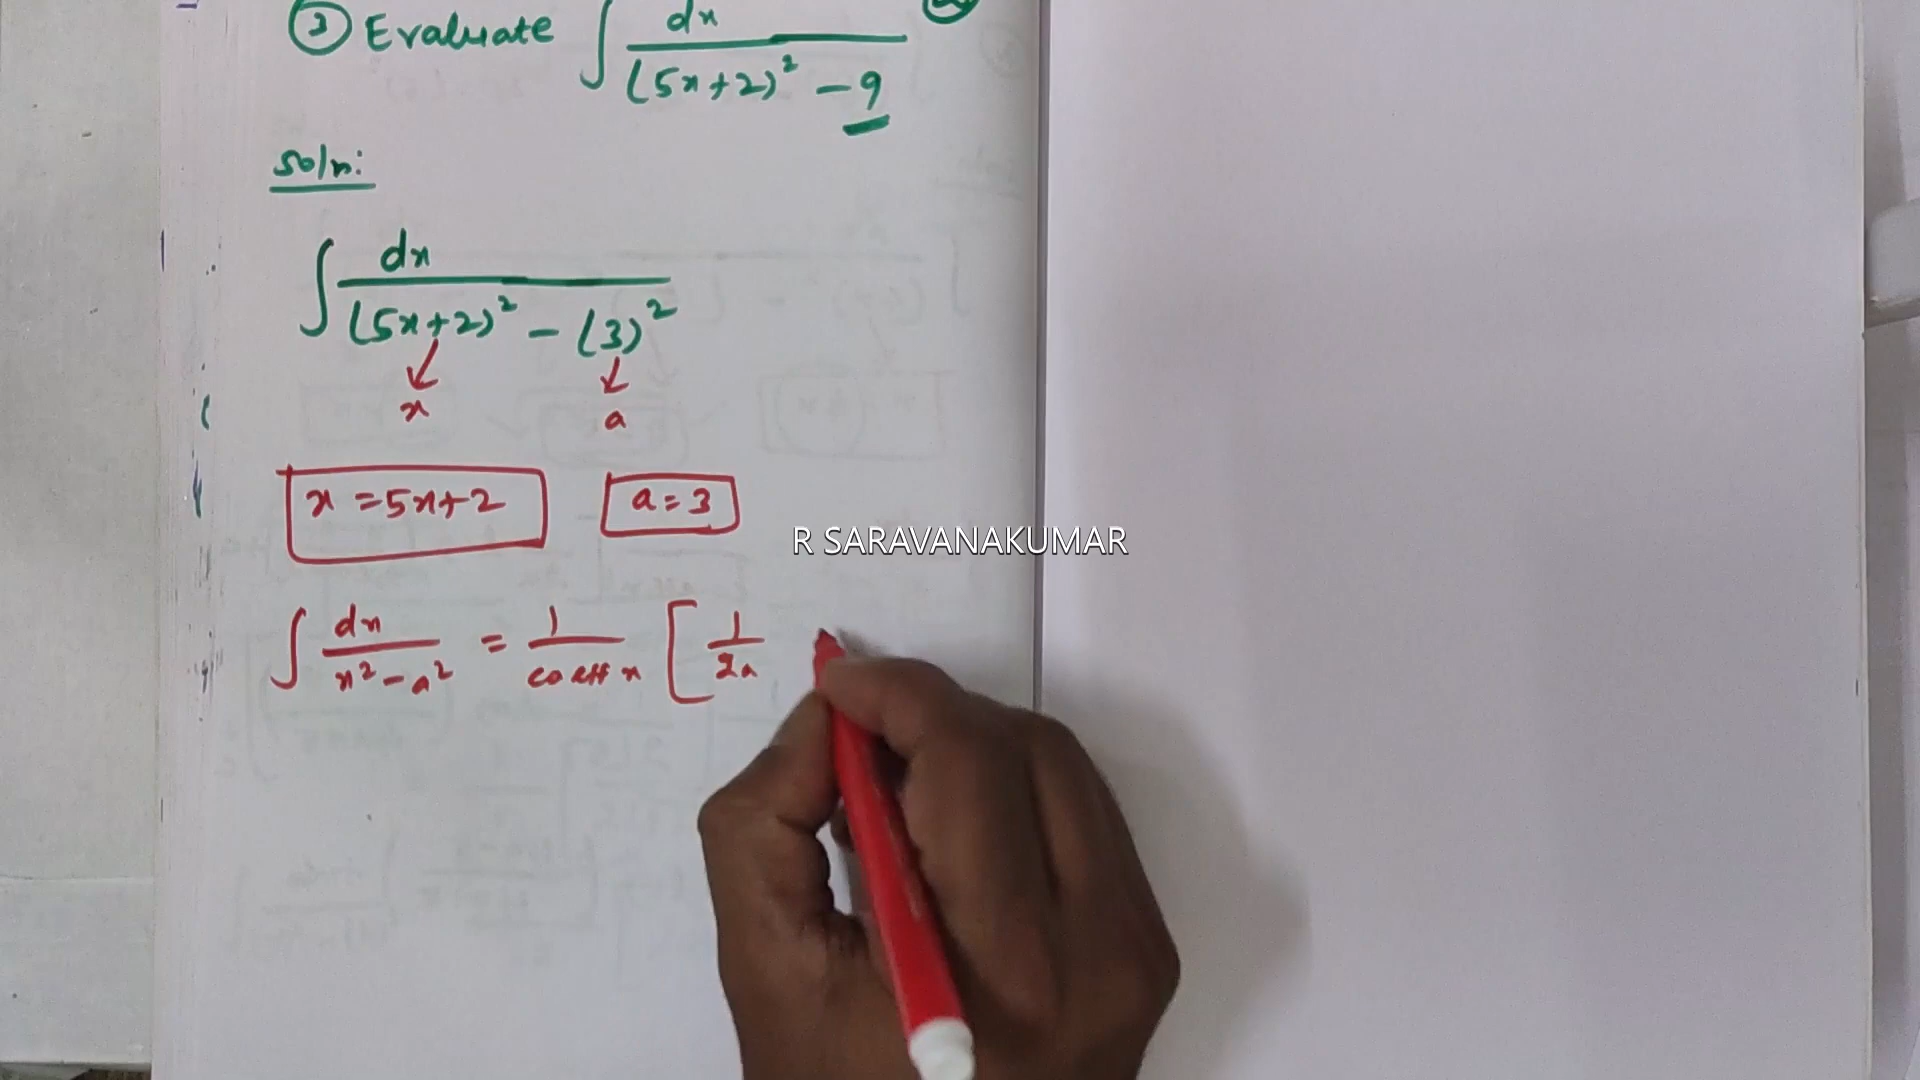 ③ Evaluate ∫ dx / (5x+2)² - 9
Soln:
∫ dx / (5x+2)² - (3)²
x a
x = 5x+2 a = 3
R SARAVANAKUMAR
∫ dx / x² - a² = 1 / coeff x [ 1 / 2a